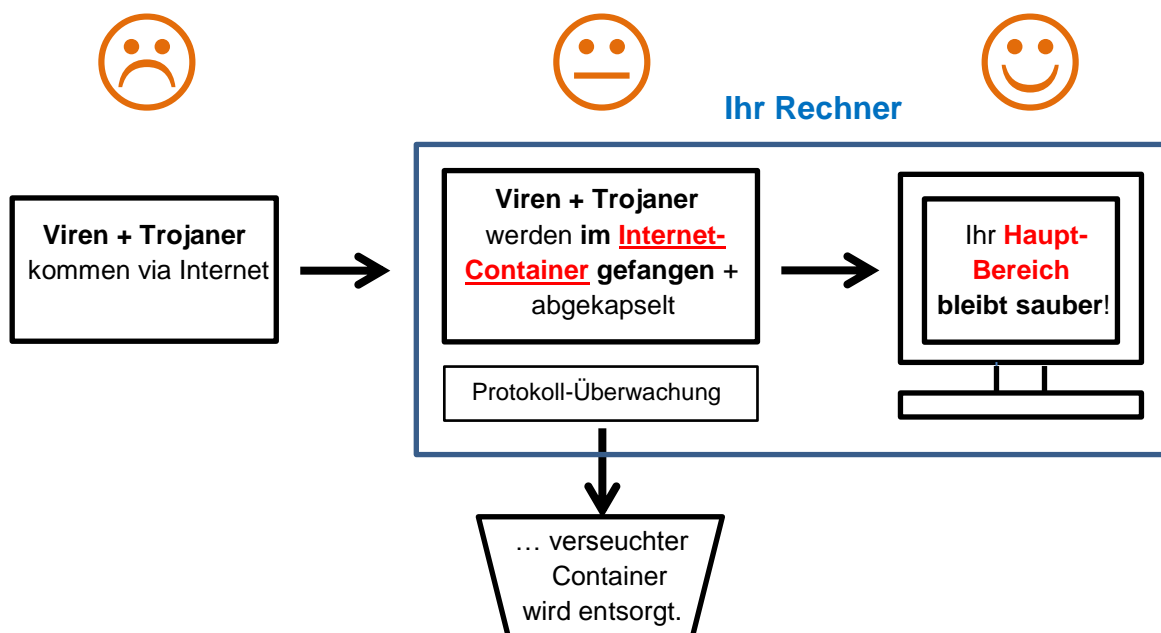 Ihr Rechner
Viren + Trojaner
kommen via Internet
Viren + Trojaner
werden im Internet-
Container gefangen +
abgekapselt
Protokoll-Überwachung
Ihr Haupt-
Bereich
bleibt sauber!
… verseuchter
Container
wird entsorgt.